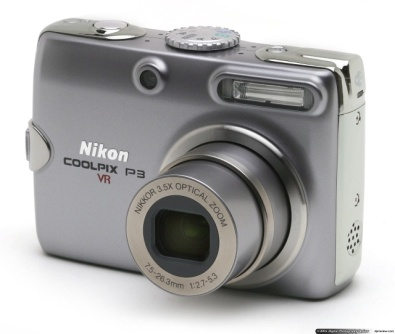 Nikon
COOLPIX P3
VR
NIKKOR 3.5X OPTICAL ZOOM
7.5-26.3mm 1:2.7-5.3